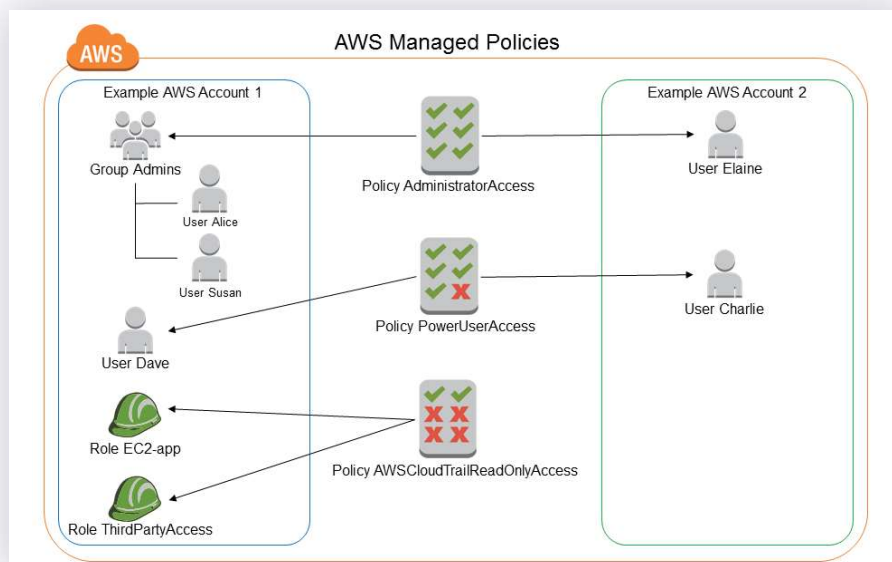 AWS Managed Policies
AWS
Example AWS Account 1
Example AWS Account 2
Group Admins
Policy AdministratorAccess
User Elaine
User Alice
User Susan
Policy PowerUserAccess
User Charlie
User Dave
Role EC2-app
Policy AWSCloudTrailReadOnlyAccess
Role ThirdPartyAccess